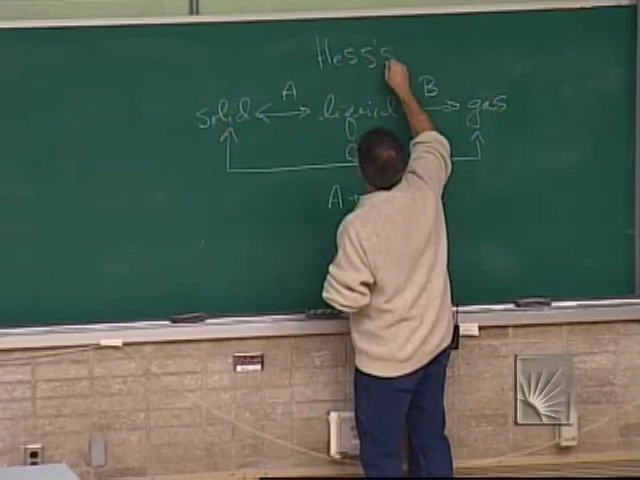 Hess's
A B
solid ⟷ liquid → gas
A +